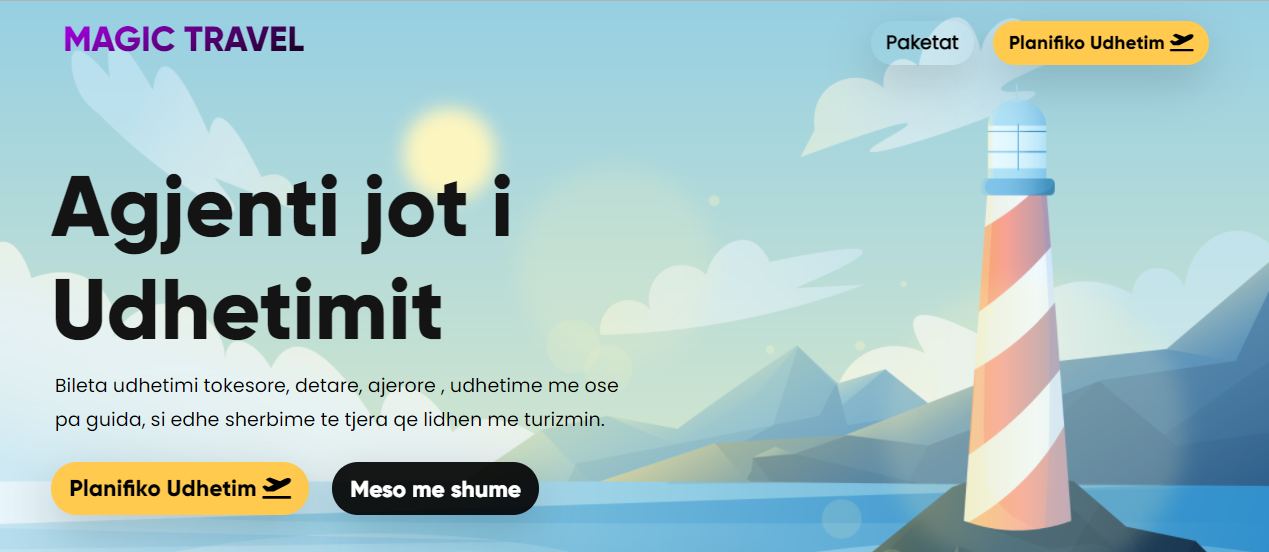 MAGIC TRAVEL
Paketat
Planifiko Udhetim
Agjenti jot i
Udhetimit
Bileta udhetimi tokesore, detare, ajerore , udhetime me ose
pa guida, si edhe sherbime te tjera qe lidhen me turizmin.
Planifiko Udhetim
Meso me shume